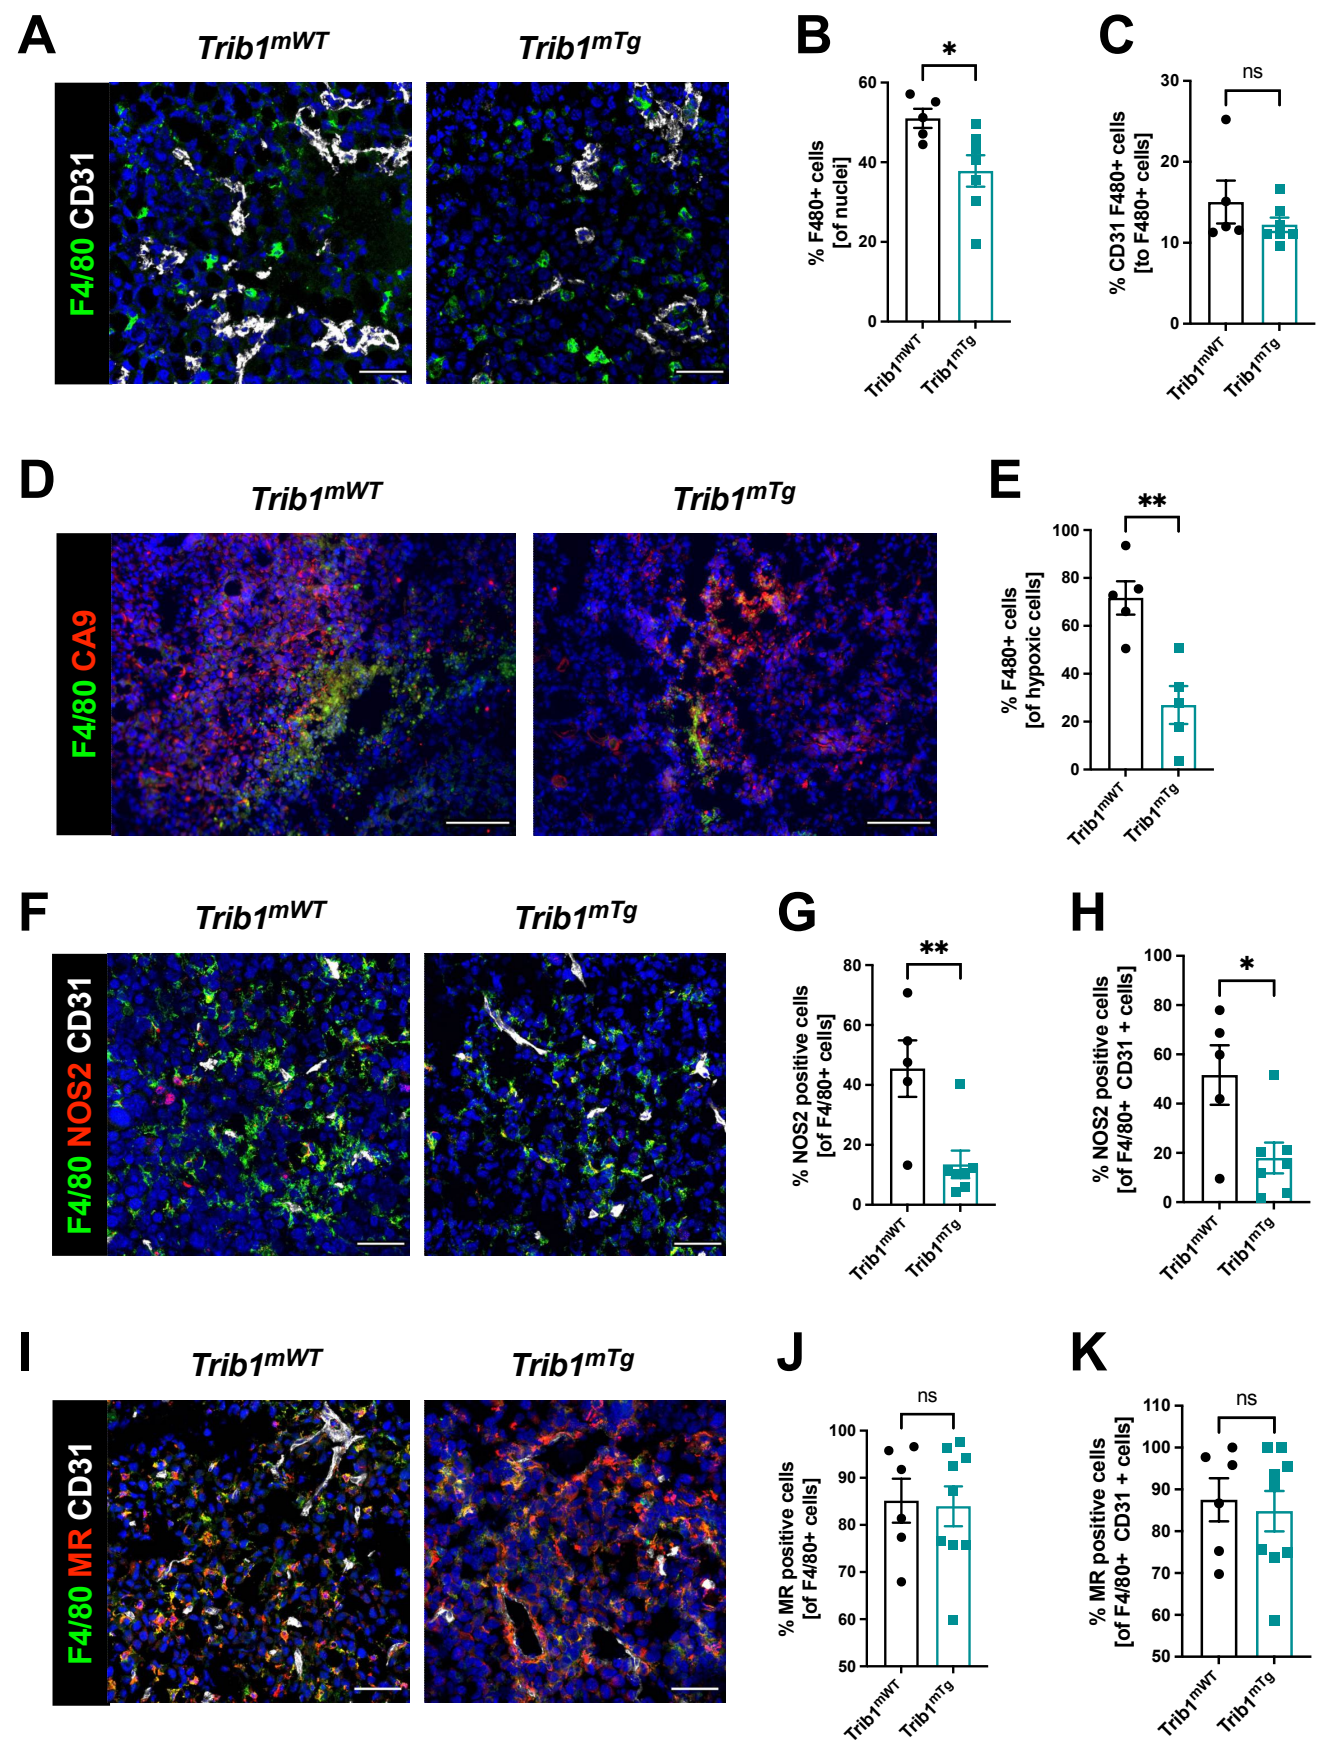 A
Trib1mWT
Trib1mTg
F4/80 CD31
B
*
% F480+ cells
[of nuclei]
60
40
20
0
Trib1mWT
Trib1mTg
C
ns
% CD31 F480+ cells
[to F480+ cells]
30
20
10
0
Trib1mWT
Trib1mTg
D
Trib1mWT
Trib1mTg
F4/80 CA9
E
**
% F480+ cells
[of hypoxic cells]
100
80
60
40
20
0
Trib1mWT
Trib1mTg
F
Trib1mWT
Trib1mTg
F4/80 NOS2 CD31
G
**
% NOS2 positive cells
[of F4/80+ cells]
80
60
40
20
0
Trib1mWT
Trib1mTg
H
*
% NOS2 positive cells
[of F4/80+ CD31 + cells]
100
80
60
40
20
0
Trib1mWT
Trib1mTg
I
Trib1mWT
Trib1mTg
F4/80 MR CD31
J
ns
% MR positive cells
[of F4/80+ cells]
100
90
80
70
60
50
Trib1mWT
Trib1mTg
K
ns
% MR positive cells
[of F4/80+ CD31 + cells]
110
100
90
80
70
60
50
Trib1mWT
Trib1mTg